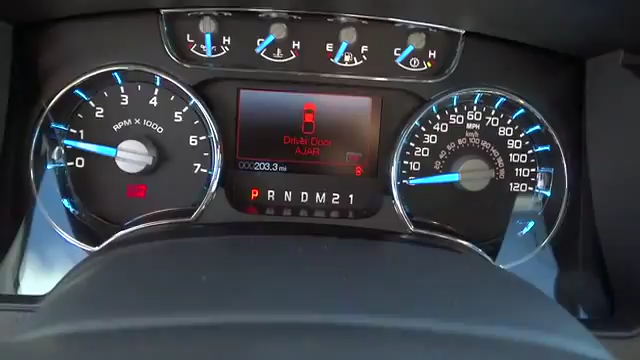 L H C H E F C H
0 1 2 3 4 5 6 7
RPM X 1000
Driver Door
AJAR
000203.3 mi
P R N D M 2 1
10 20 30 40 50 60 70 80 90 100 110 120
MPH
km/h